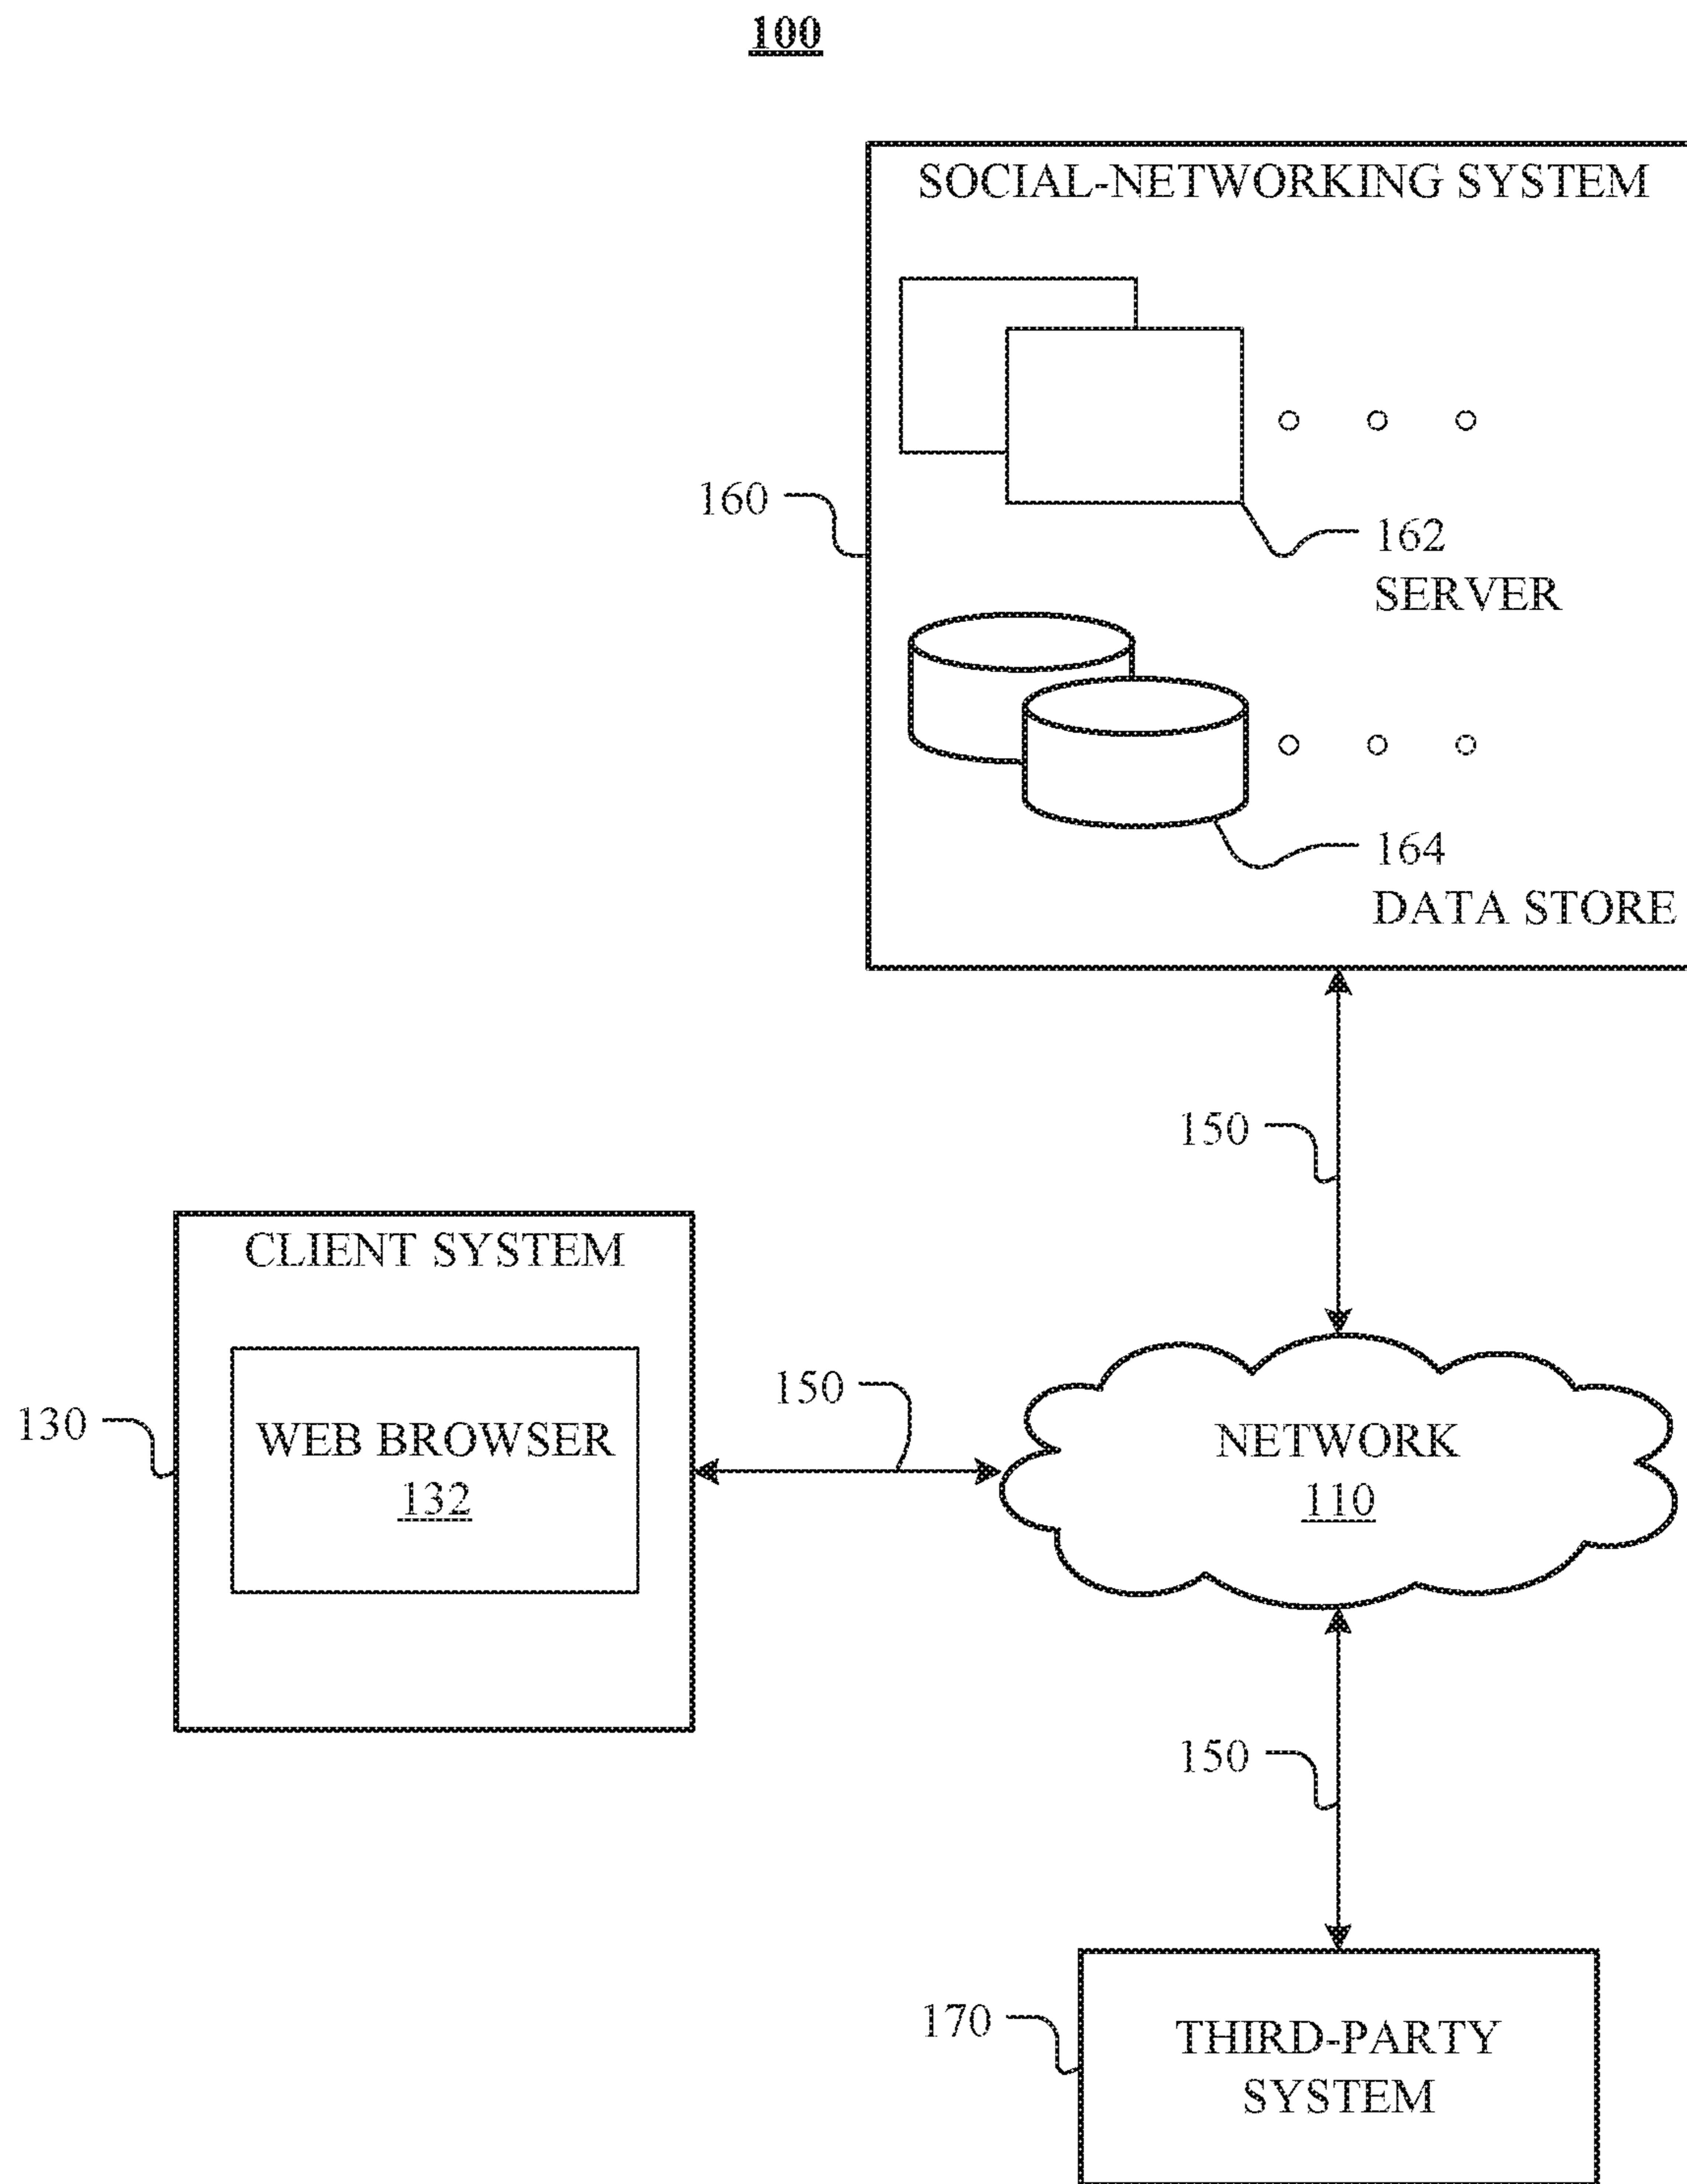 100
SOCIAL-NETWORKING SYSTEM
160
162
SERVER
164
DATA STORE
150
CLIENT SYSTEM
130
WEB BROWSER
132
150
NETWORK
110
150
170
THIRD-PARTY
SYSTEM